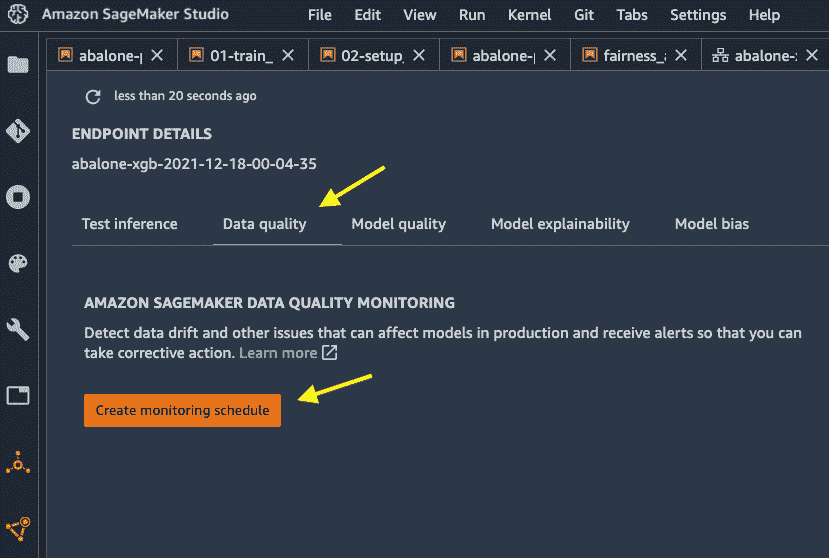 Amazon SageMaker Studio File Edit View Run Kernel Git Tabs Settings Help
abalone-p 01-train_ 02-setup_ abalone-p fairness_a abalone-x
less than 20 seconds ago
ENDPOINT DETAILS
abalone-xgb-2021-12-18-00-04-35
Test inference Data quality Model quality Model explainability Model bias
AMAZON SAGEMAKER DATA QUALITY MONITORING
Detect data drift and other issues that can affect models in production and receive alerts so that you can
take corrective action. Learn more
Create monitoring schedule